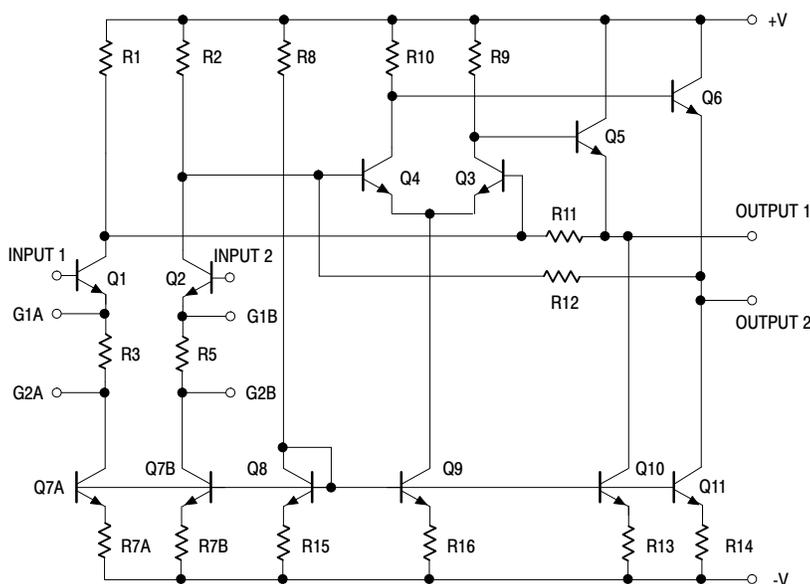 +V
R1
R2
R8
R10
R9
Q6
Q5
Q4
Q3
R11
OUTPUT 1
INPUT 1
Q1
Q2
INPUT 2
R12
G1A
G1B
OUTPUT 2
R3
R5
G2A
G2B
Q7A
Q7B
Q8
Q9
Q10
Q11
R7A
R7B
R15
R16
R13
R14
-V